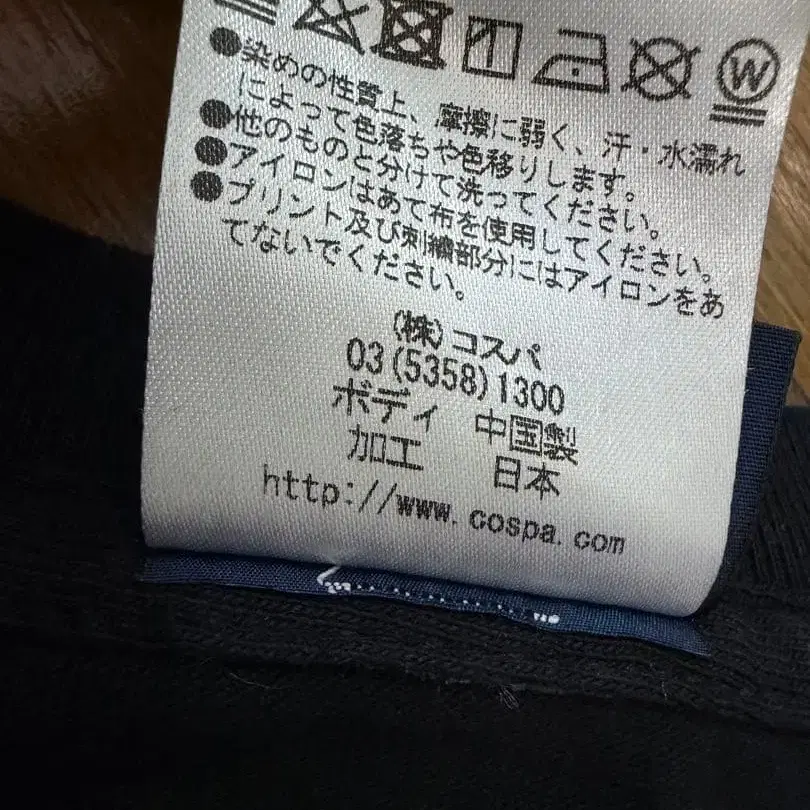 W
●染めの性質上、摩擦に弱く、汗・水濡れ
によって色落ちや色移りします。
●他のものと分けて洗ってください。
●アイロンはあて布を使用してください。
●プリント及び刺繍部分にはアイロンをあ
てないでください。
(株)コスパ
03(5358)1300
ボディ 中国製
加工 日本
http://www.cospa.com